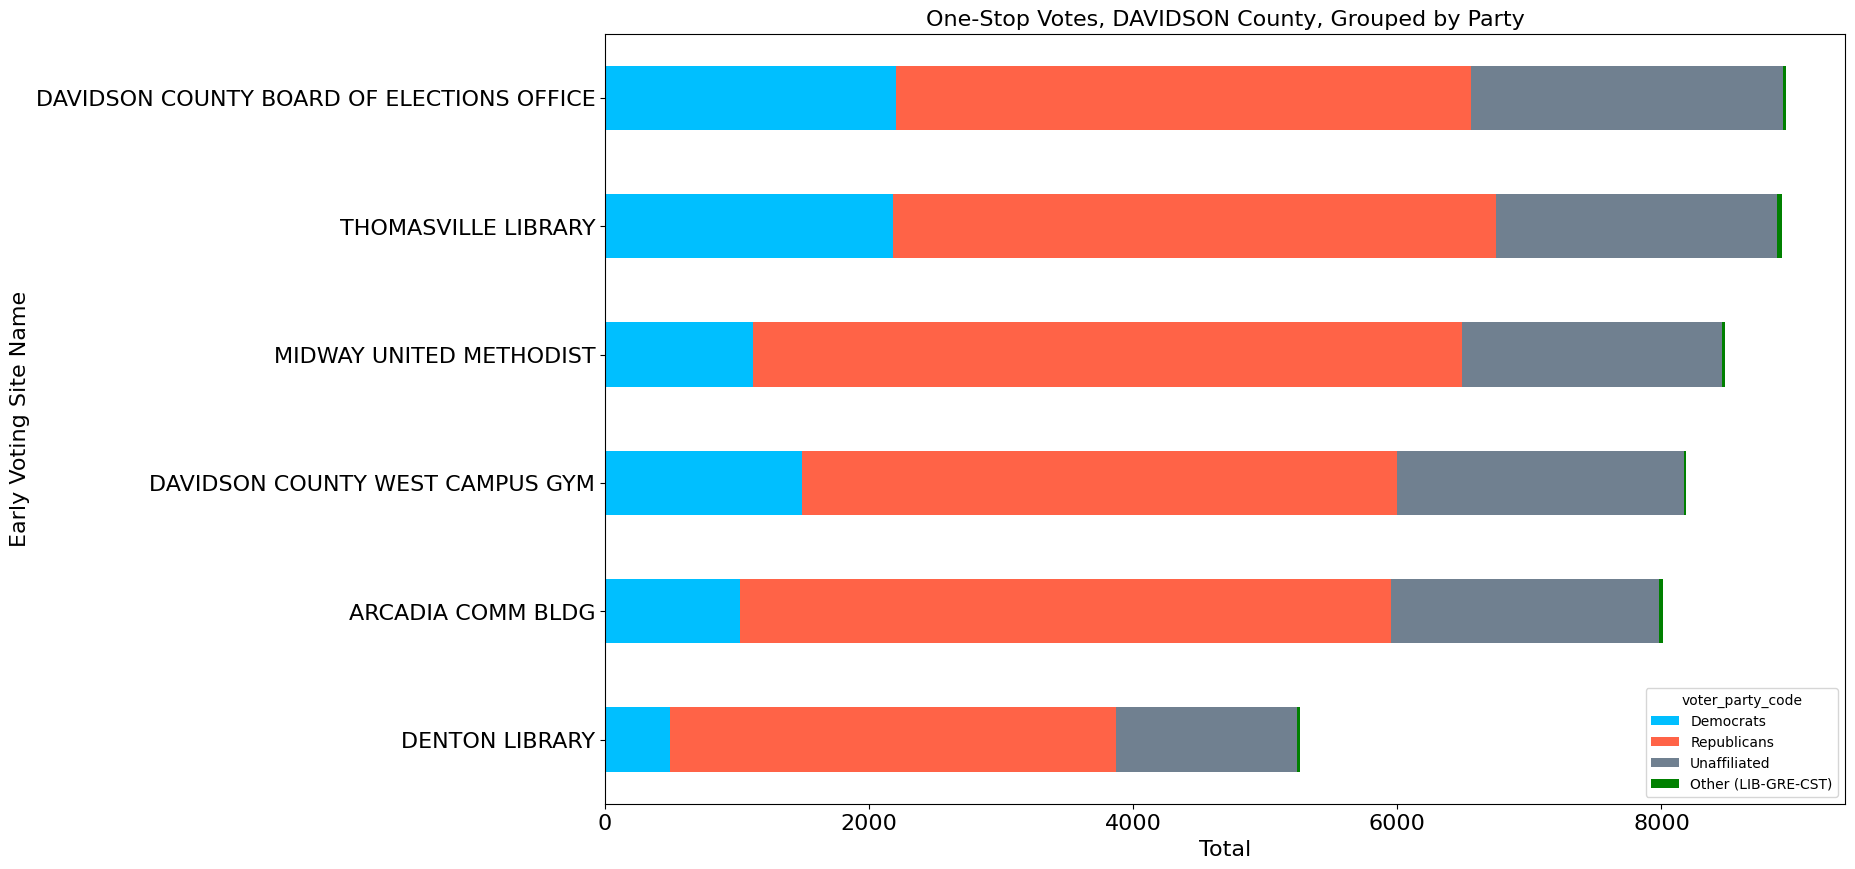 One-Stop Votes, DAVIDSON County, Grouped by Party
Early Voting Site Name
DAVIDSON COUNTY BOARD OF ELECTIONS OFFICE
THOMASVILLE LIBRARY
MIDWAY UNITED METHODIST
DAVIDSON COUNTY WEST CAMPUS GYM
ARCADIA COMM BLDG
DENTON LIBRARY
voter_party_code
Democrats
Republicans
Unaffiliated
Other (LIB-GRE-CST)
0 2000 4000 6000 8000
Total